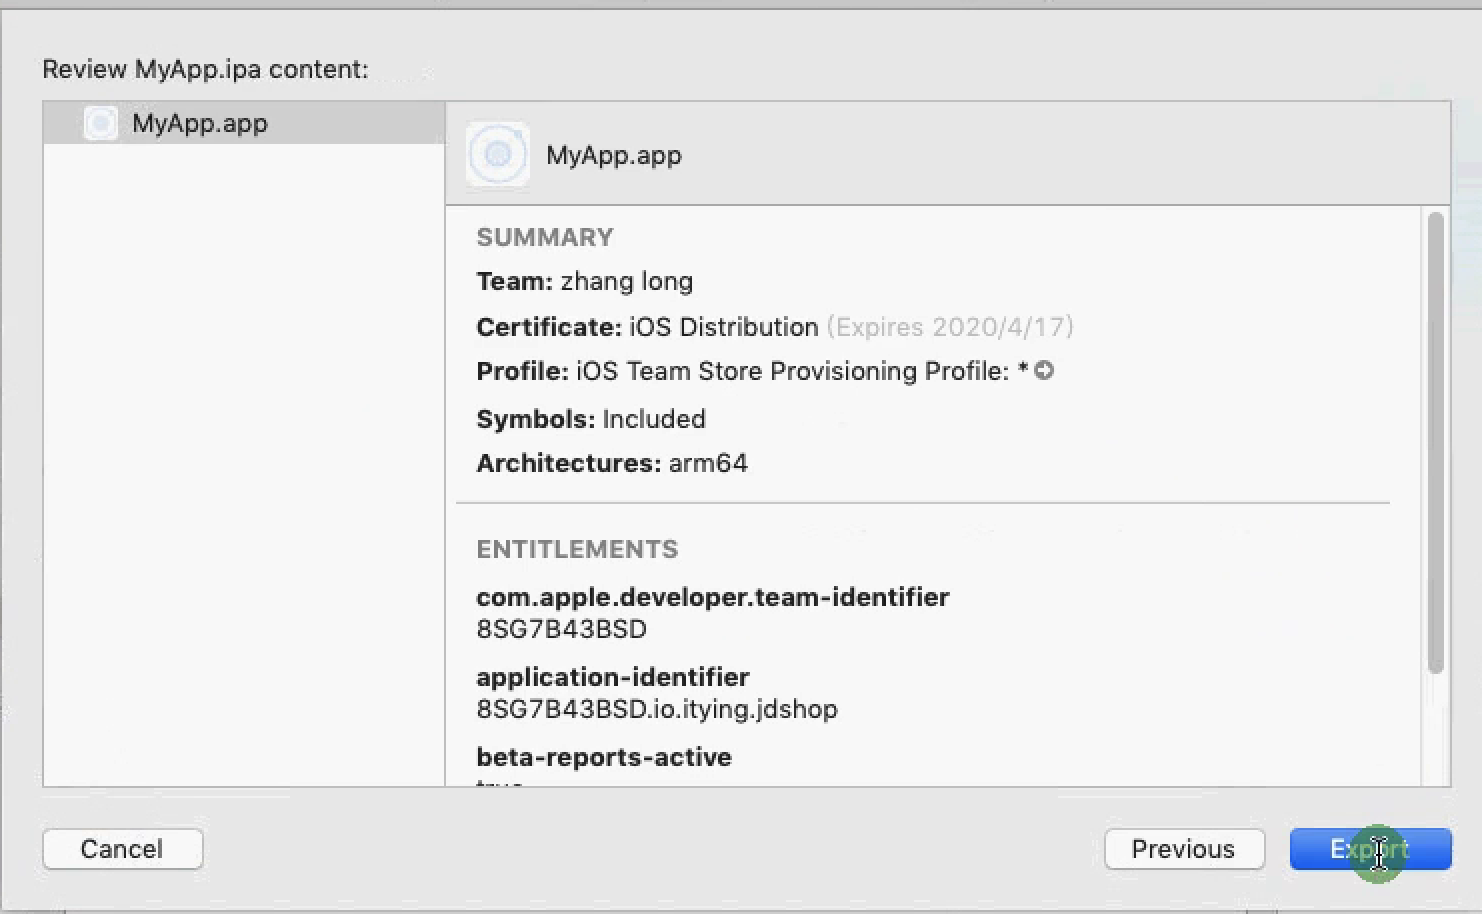 Review MyApp.ipa content:
MyApp.app
MyApp.app
SUMMARY
Team: zhang long
Certificate: iOS Distribution (Expires 2020/4/17)
Profile: iOS Team Store Provisioning Profile: *
Symbols: Included
Architectures: arm64
ENTITLEMENTS
com.apple.developer.team-identifier
8SG7B43BSD
application-identifier
8SG7B43BSD.io.itying.jdshop
beta-reports-active
true
Cancel
Previous
Export